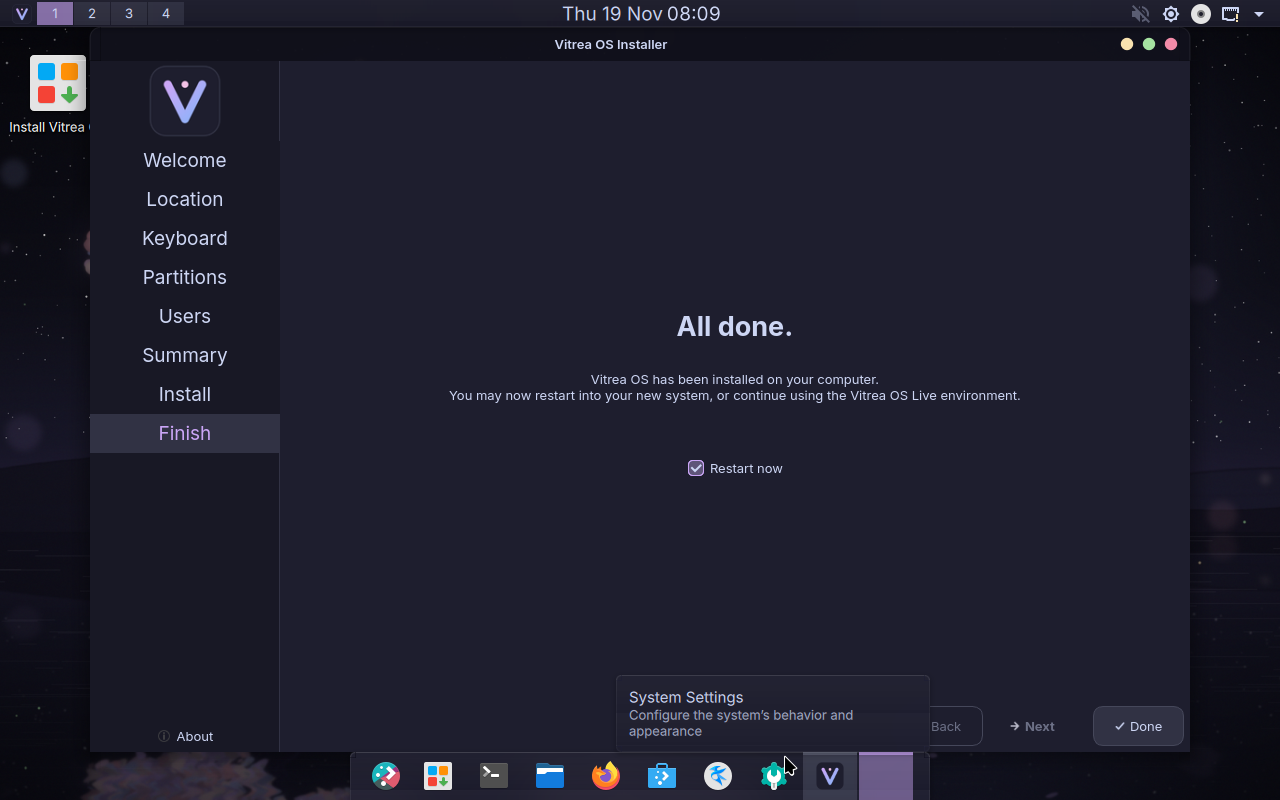 1 2 3 4 Thu 19 Nov 08:09
Vitrea OS Installer
Install Vitrea
Welcome
Location
Keyboard
Partitions
Users
Summary
Install
Finish
All done.
Vitrea OS has been installed on your computer.
You may now restart into your new system, or continue using the Vitrea OS Live environment.
Restart now
System Settings
Configure the system's behavior and
appearance
Back Next Done
About